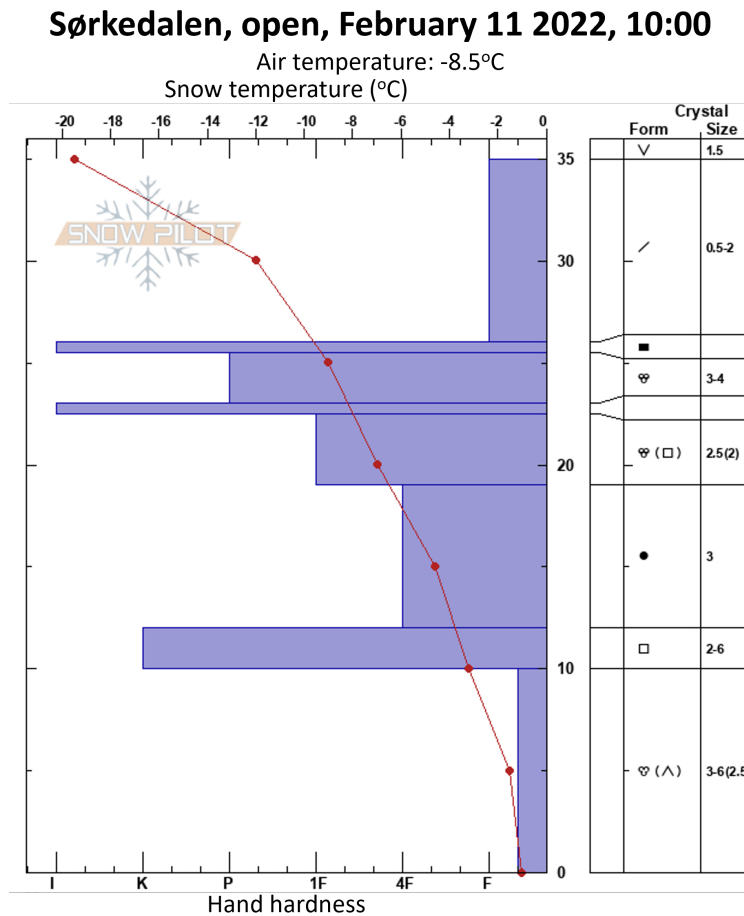 Sørkedalen, open, February 11 2022, 10:00
Air temperature: -8.5°C
Snow temperature (°C)
Crystal
-20 -18 -16 -14 -12 -10 -8 -6 -4 -2 0 Form Size
35 1.5
SNOW PILOT
30 0.5-2
3-4
20 ( ) 2.5(2)
3
2-6
10
( ) 3-6(2.5
0
I K P 1F 4F F
Hand hardness